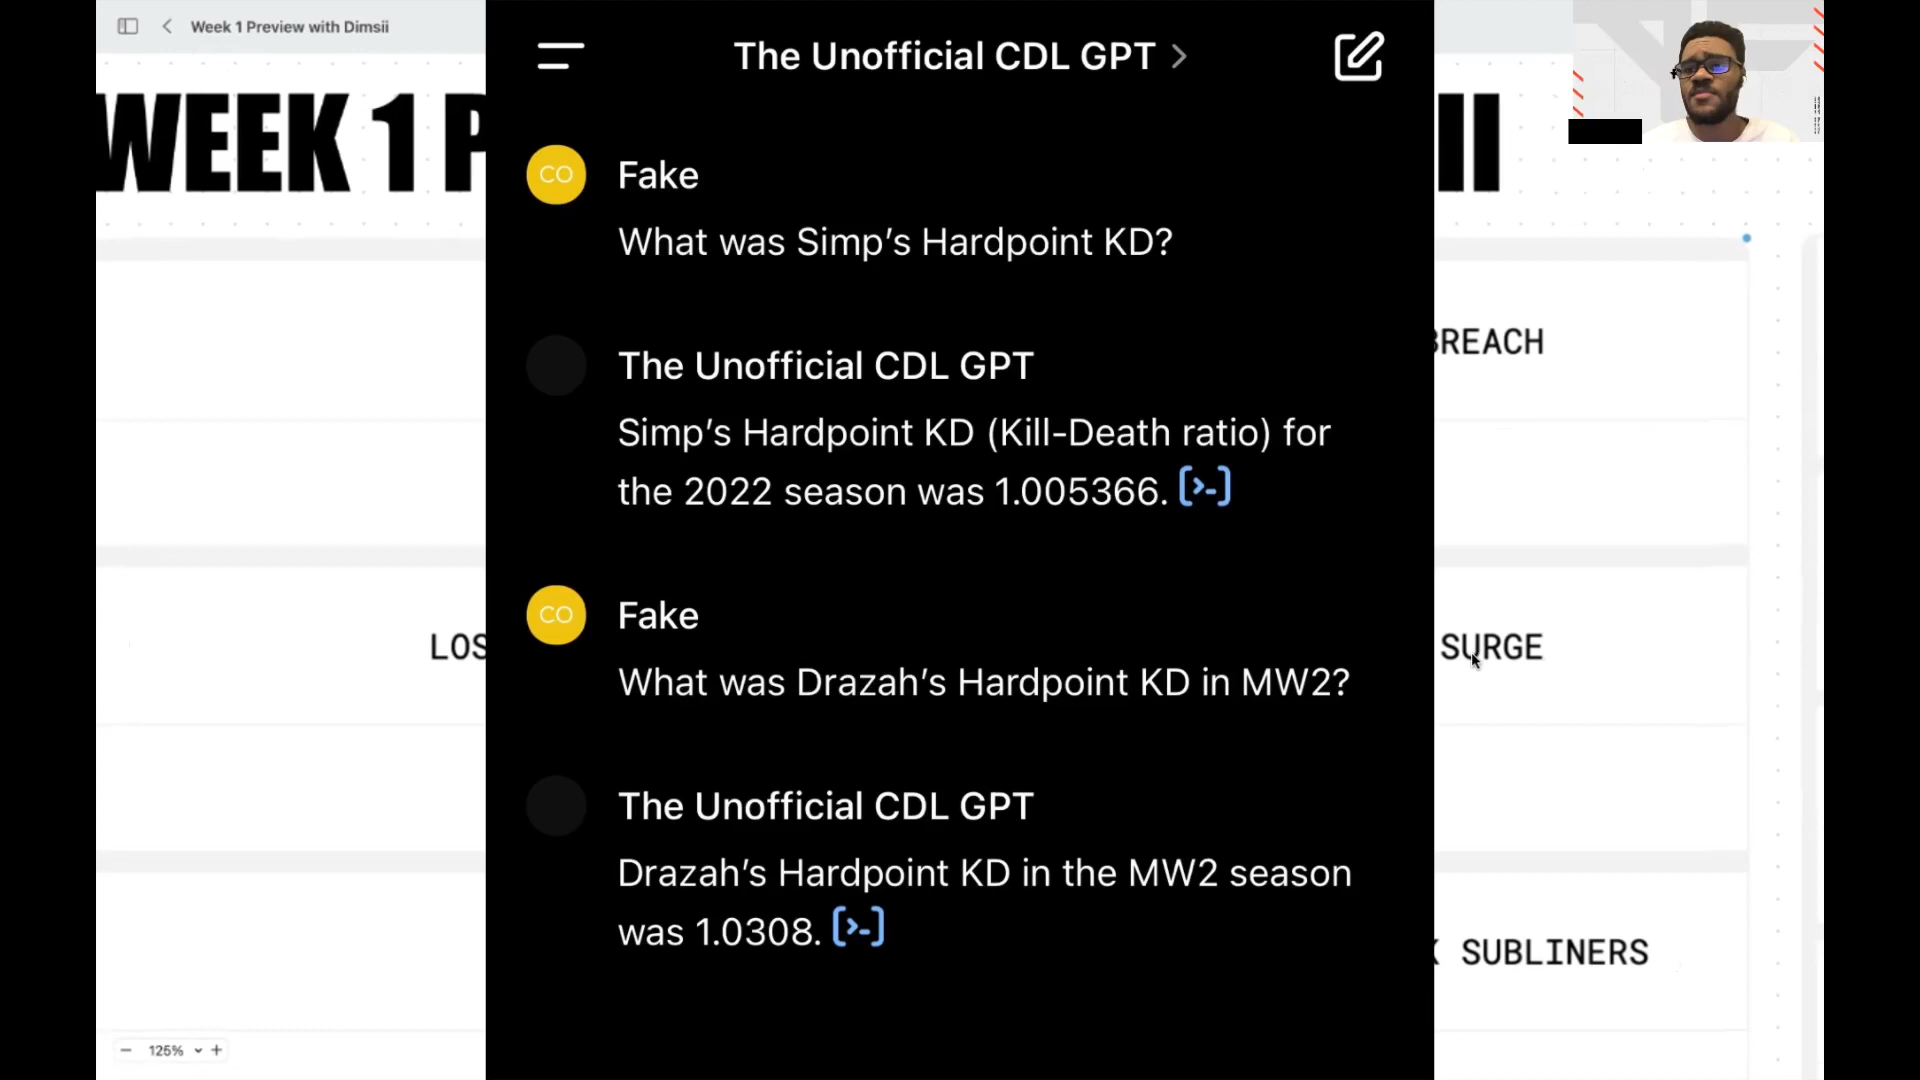 Week 1 Preview with Dimsii
WEEK 1 P
II
The Unofficial CDL GPT
CO
Fake
What was Simp's Hardpoint KD?
The Unofficial CDL GPT
Simp's Hardpoint KD (Kill-Death ratio) for
the 2022 season was 1.005366.
CO
Fake
What was Drazah's Hardpoint KD in MW2?
The Unofficial CDL GPT
Drazah's Hardpoint KD in the MW2 season
was 1.0308.
BREACH
LOS
SURGE
SUBLINERS
125%